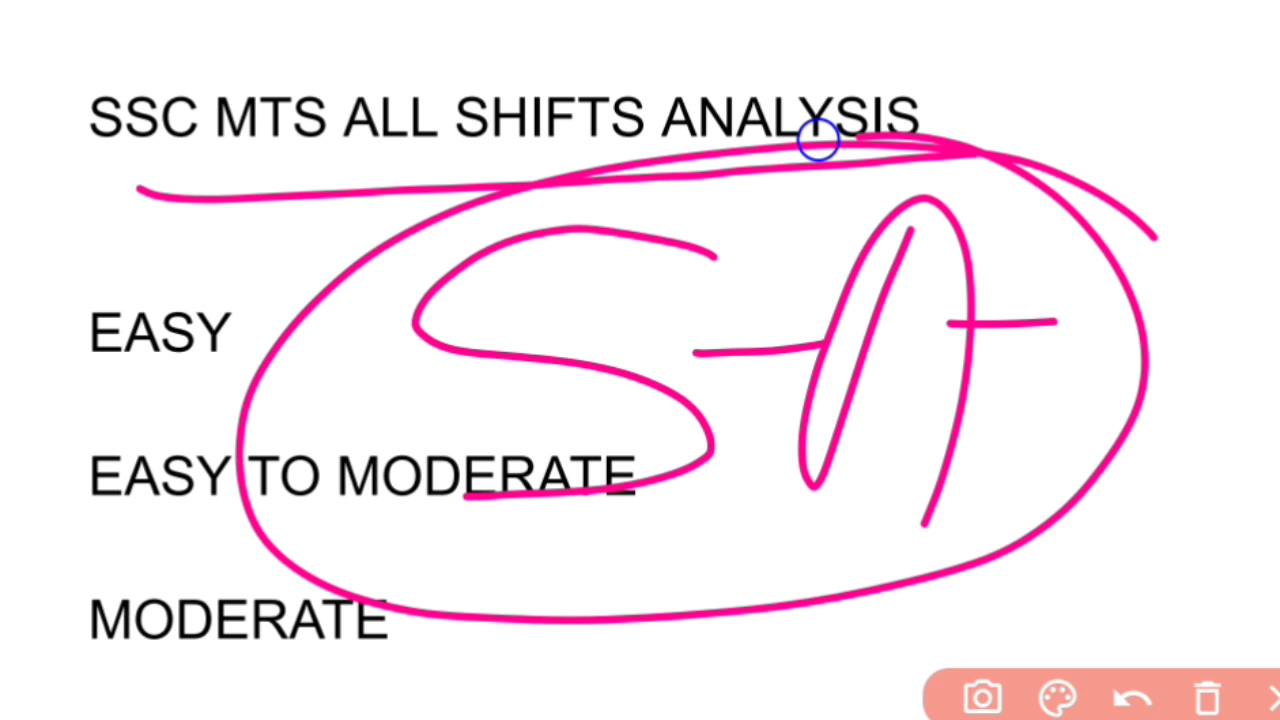 SSC MTS ALL SHIFTS ANALYSIS
EASY
EASY TO MODERATE
MODERATE